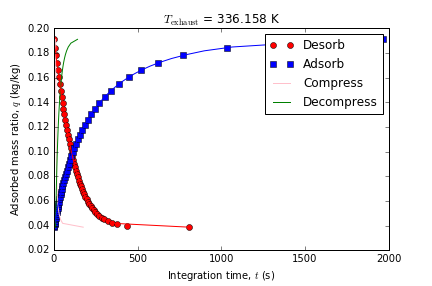 T_exhaust = 336.158 K
0.20
0.18
0.16
0.14
0.12
0.10
0.08
0.06
0.04
0.02
Adsorbed mass ratio, q (kg/kg)
Desorb
Adsorb
Compress
Decompress
0
500
1000
1500
2000
Integration time, t (s)